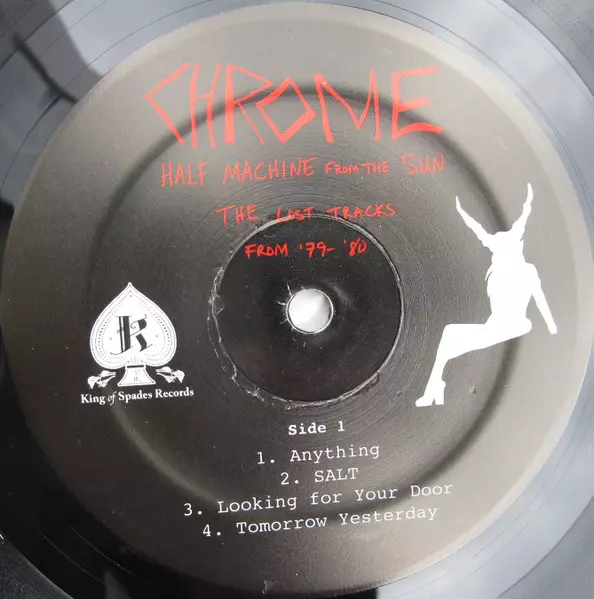 CHROME
HALF MACHINE FROM THE SUN
THE LOST TRACKS
FROM '79-'80
K
King of Spades Records
Side 1
1. Anything
2. SALT
3. Looking for Your Door
4. Tomorrow Yesterday